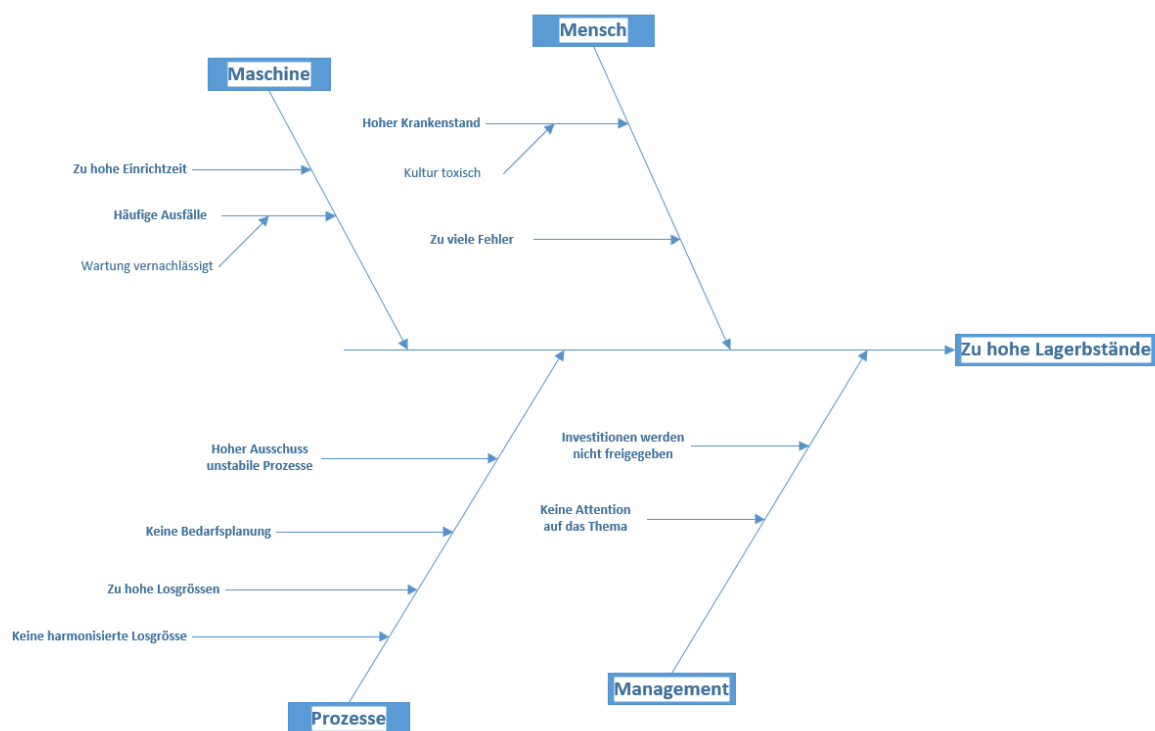 Mensch
Maschine
Hoher Krankenstand
Zu hohe Einrichtzeit
Kultur toxisch
Häufige Ausfälle
Zu viele Fehler
Wartung vernachlässigt
Zu hohe Lagerbstände
Hoher Ausschuss
unstabile Prozesse
Investitionen werden
nicht freigegeben
Keine Attention
auf das Thema
Keine Bedarfsplanung
Zu hohe Losgrössen
Keine harmonisierte Losgrösse
Management
Prozesse